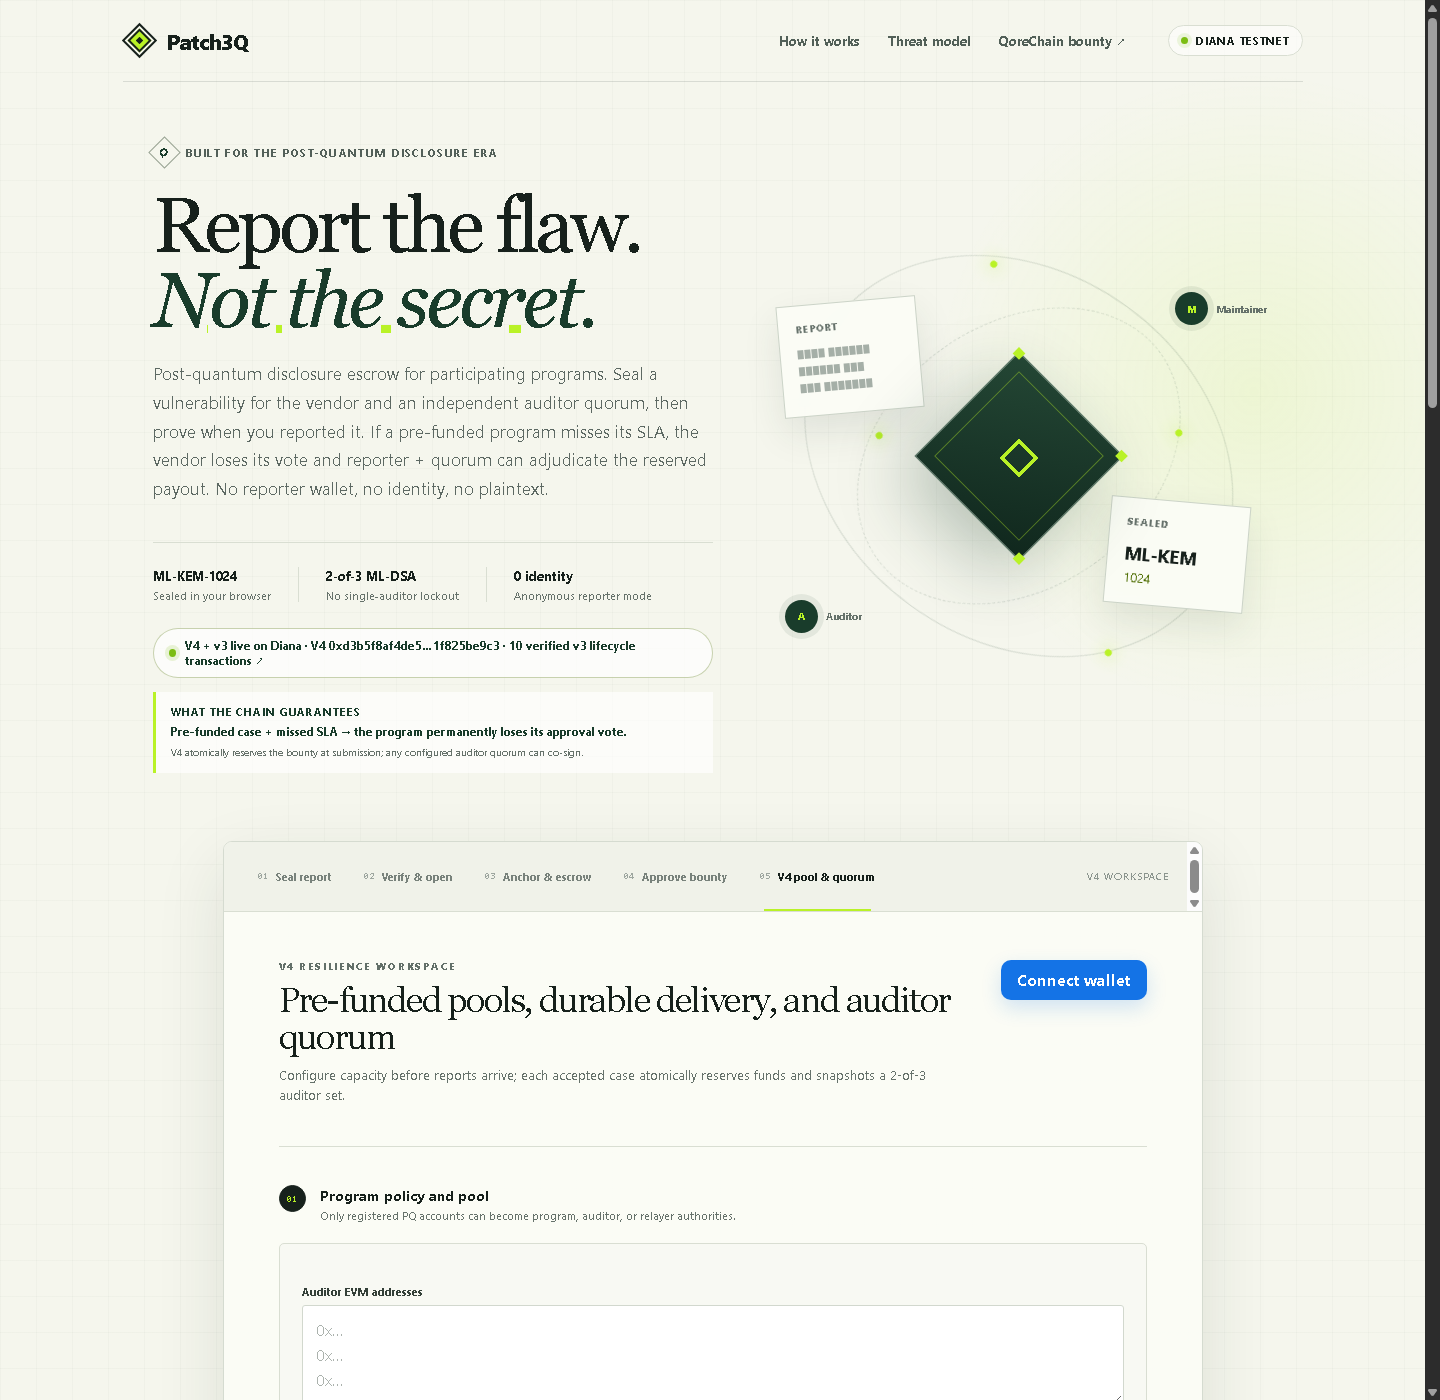 Patch3Q
How it works
Threat model
QoreChain bounty ↗
DIANA TESTNET
BUILT FOR THE POST-QUANTUM DISCLOSURE ERA
Report the flaw.
Not the secret.
Post-quantum disclosure escrow for participating programs. Seal a
vulnerability for the vendor and an independent auditor quorum, then
prove when you reported it. If a pre-funded program misses its SLA, the
vendor loses its vote and reporter + quorum can adjudicate the reserved
payout. No reporter wallet, no identity, no plaintext.
ML-KEM-1024
Sealed in your browser
2-of-3 ML-DSA
No single-auditor lockout
0 identity
Anonymous reporter mode
V4 + v3 live on Diana · V4 0xd3b5f8af4de5…1f825be9c3 · 10 verified v3 lifecycle
transactions ↗
WHAT THE CHAIN GUARANTEES
Pre-funded case + missed SLA → the program permanently loses its approval vote.
V4 atomically reserves the bounty at submission; any configured auditor quorum can co-sign.
REPORT
M
Maintainer
SEALED
ML-KEM
1024
A
Auditor
01 Seal report
02 Verify & open
03 Anchor & escrow
04 Approve bounty
05 V4 pool & quorum
V4 WORKSPACE
V4 RESILIENCE WORKSPACE
Pre-funded pools, durable delivery, and auditor
quorum
Connect wallet
Configure capacity before reports arrive; each accepted case atomically reserves funds and snapshots a 2-of-3
auditor set.
01
Program policy and pool
Only registered PQ accounts can become program, auditor, or relayer authorities.
Auditor EVM addresses
0x...
0x...
0x...